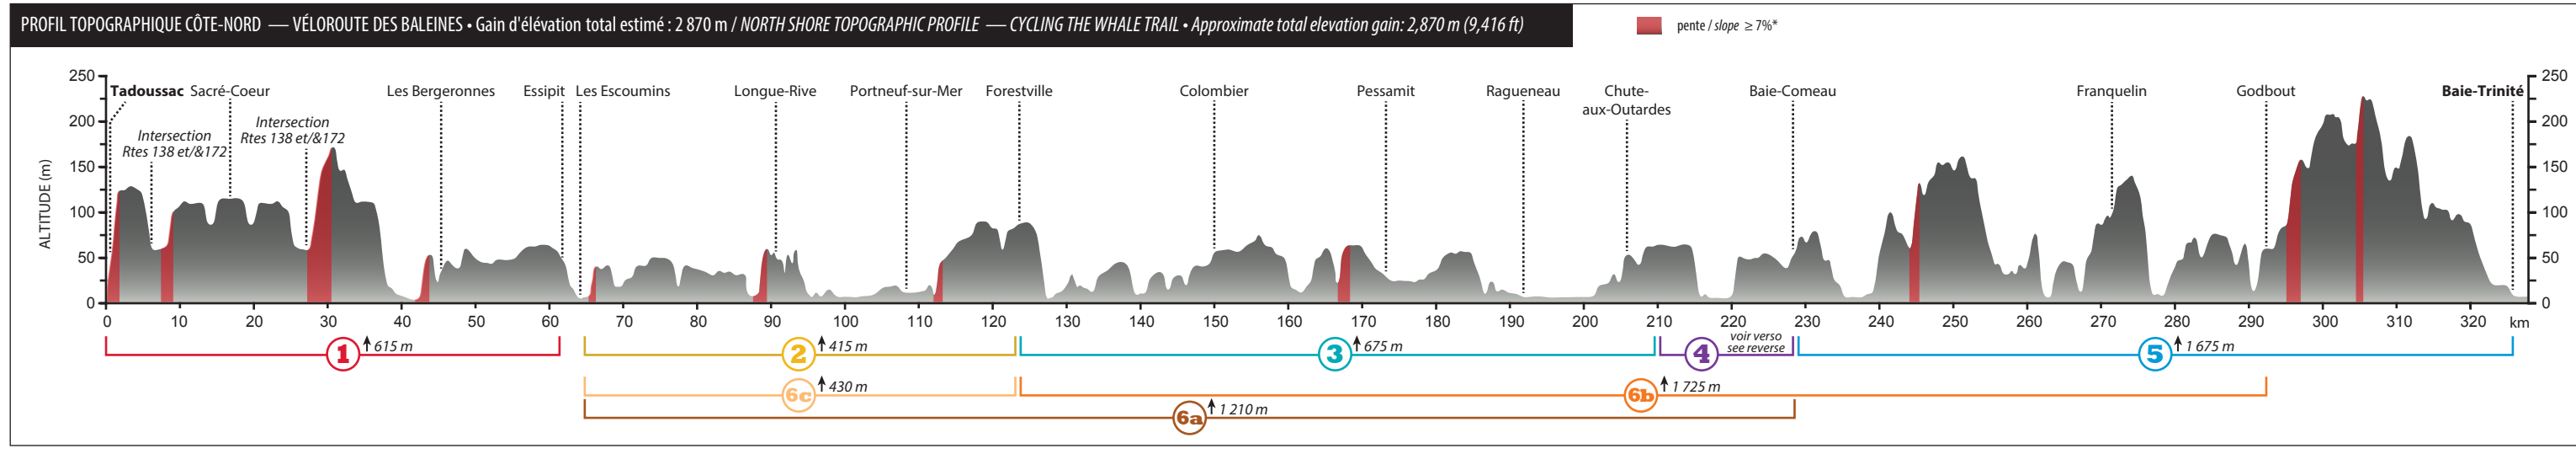 PROFIL TOPOGRAPHIQUE CÔTE-NORD — VÉLOROUTE DES BALEINES • Gain d'élévation total estimé : 2 870 m / NORTH SHORE TOPOGRAPHIC PROFILE — CYCLING THE WHALE TRAIL • Approximate total elevation gain: 2,870 m (9,416 ft)
pente / slope ≥ 7%*
250
200
150
100
50
0
ALTITUDE (m)
Tadoussac
Sacré-Coeur
Intersection
Rtes 138 et/&172
Intersection
Rtes 138 et/&172
Les Bergeronnes
Essipit
Les Escoumins
Longue-Rive
Portneuf-sur-Mer
Forestville
Colombier
Pessamit
Ragueneau
Chute-
aux-Outardes
Baie-Comeau
Franquelin
Godbout
Baie-Trinité
250
200
150
100
50
0
0 10 20 30 40 50 60 70 80 90 100 110 120 130 140 150 160 170 180 190 200 210 220 230 240 250 260 270 280 290 300 310 320 km
1 615 m
2 415 m
3 675 m
4 voir verso
see reverse
5 1 675 m
6c 430 m
6b 1 725 m
6a 1 210 m